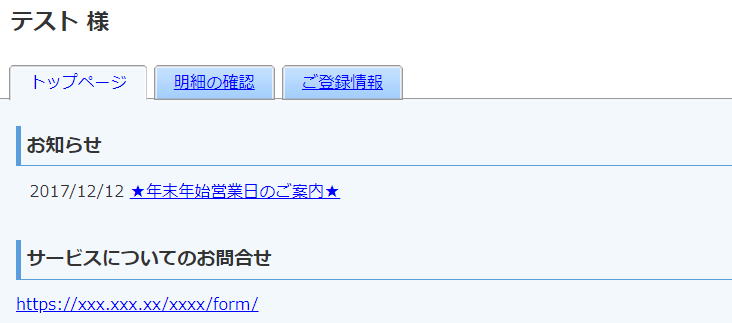 テスト 様
トップページ 明細の確認 ご登録情報
お知らせ
2017/12/12 ★年末年始営業日のご案内★
サービスについてのお問合せ
https://xxx.xxx.xx/xxxx/form/